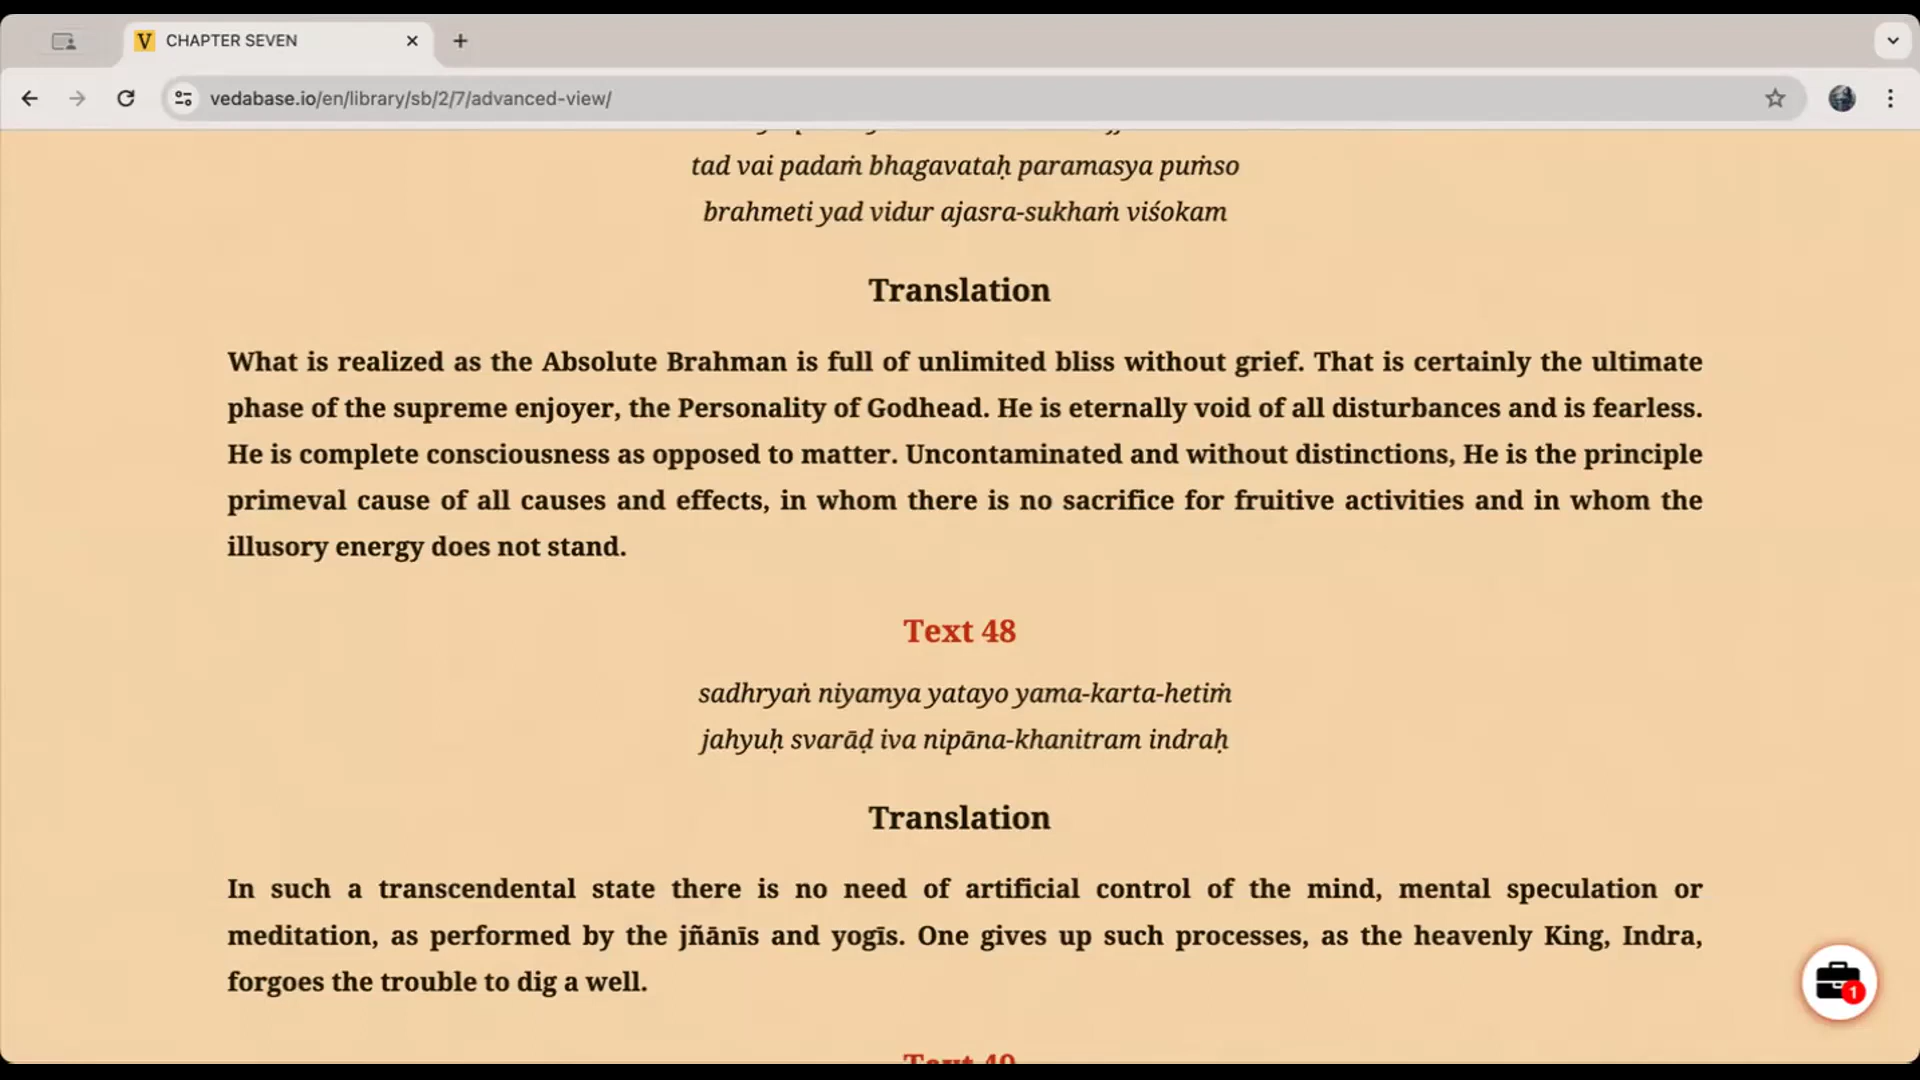 CHAPTER SEVEN
vedabase.io/en/library/sb/2/7/advanced-view/
tad vai padaṁ bhagavataḥ paramasya puṁso
brahmeti yad vidur ajasra-sukhaṁ viśokam
Translation
What is realized as the Absolute Brahman is full of unlimited bliss without grief. That is certainly the ultimate
phase of the supreme enjoyer, the Personality of Godhead. He is eternally void of all disturbances and is fearless.
He is complete consciousness as opposed to matter. Uncontaminated and without distinctions, He is the principle
primeval cause of all causes and effects, in whom there is no sacrifice for fruitive activities and in whom the
illusory energy does not stand.
Text 48
sadhryaṅ niyamya yatayo yama-karta-hetiṁ
jahyuḥ svarāḍ iva nipāna-khanitram indraḥ
Translation
In such a transcendental state there is no need of artificial control of the mind, mental speculation or
meditation, as performed by the jñānīs and yogīs. One gives up such processes, as the heavenly King, Indra,
forgoes the trouble to dig a well.
1
Text 49